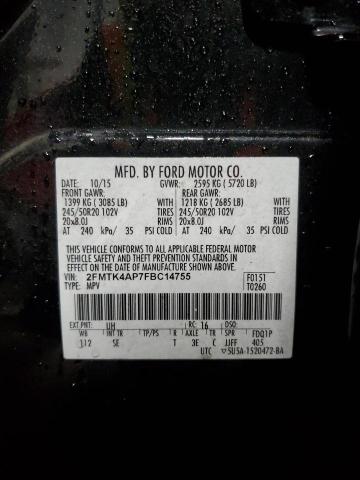 MFD. BY FORD MOTOR CO.
DATE: 10/15 GVWR: 2595 KG ( 5720 LB)
FRONT GAWR: REAR GAWR:
1399 KG ( 3085 LB) WITH 1218 KG ( 2685 LB) WITH
245/50R20 102V TIRES 245/50R20 102V TIRES
20x8.0J RIMS 20x8.0J RIMS
AT 240 kPa/ 35 PSI COLD AT 240 kPa/ 35 PSI COLD
THIS VEHICLE CONFORMS TO ALL APPLICABLE FEDERAL MOTOR
VEHICLE SAFETY AND THEFT PREVENTION STANDARDS IN EFFECT
ON THE DATE OF MANUFACTURE SHOWN ABOVE.
VIN: 2FMTK4AP7FBC14755 F0151
TYPE: MPV T0260
EXT PNT: UH RC: 16 DSO:
WB INT TR TP/PS R AXLE TR SPR FDQ1P
112 SE T 3E C JJFF 405
UTC ▽5U5A-1520472-BA